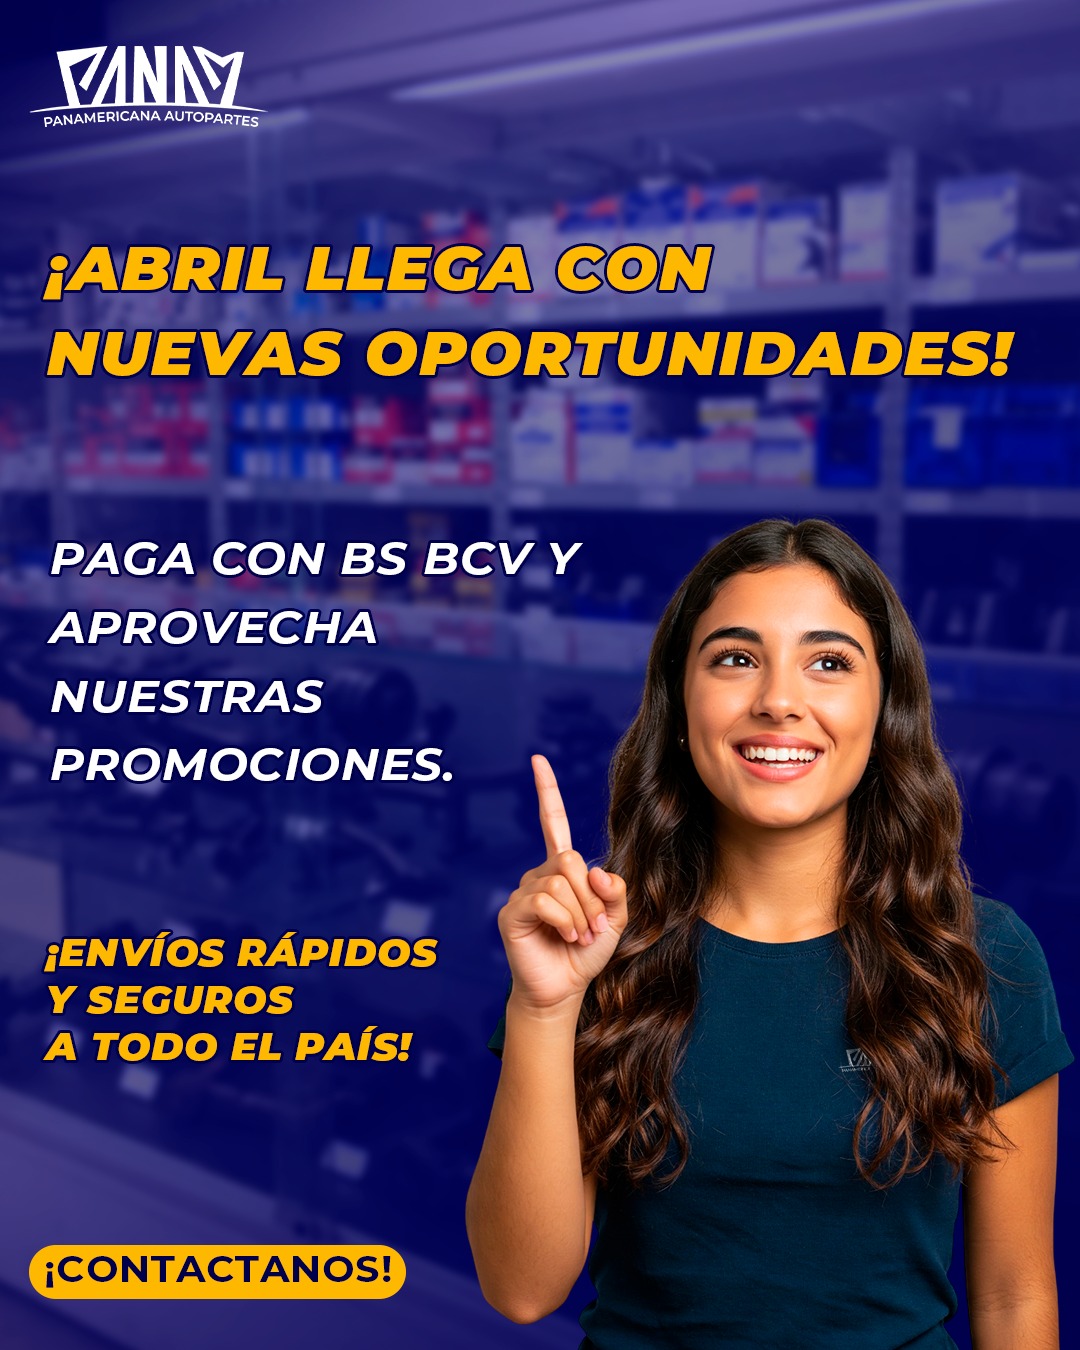 PANAM
PANAMERICANA AUTOPARTES
¡ABRIL LLEGA CON
NUEVAS OPORTUNIDADES!
PAGA CON BS BCV Y
APROVECHA
NUESTRAS
PROMOCIONES.
¡ENVÍOS RÁPIDOS
Y SEGUROS
A TODO EL PAÍS!
¡CONTACTANOS!